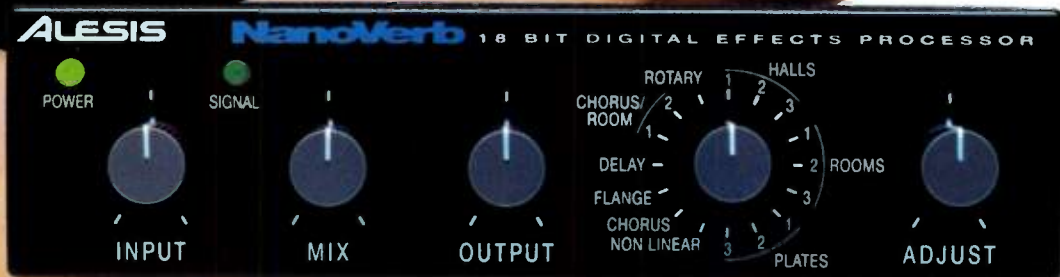 ALESIS NanoVerb 18 BIT DIGITAL EFFECTS PROCESSOR
POWER
SIGNAL
INPUT
MIX
OUTPUT
ROTARY
1 2 3 HALLS
1 2 3 ROOMS
1 2 3 PLATES
NON LINEAR
CHORUS
FLANGE
DELAY
CHORUS/
ROOM
1 2
ADJUST